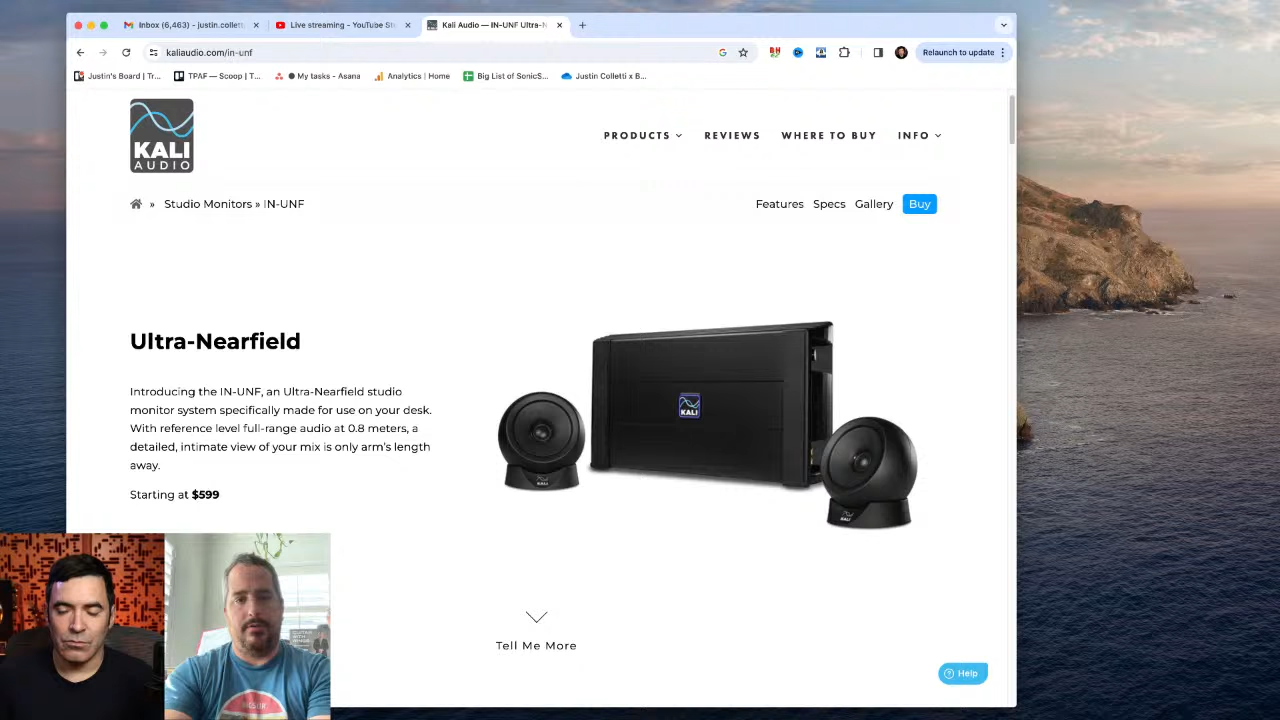 Inbox (6,463) - justin.collett
Live streaming - YouTube St
Kali Audio — IN-UNF Ultra-N
kaliaudio.com/in-unf
Relaunch to update
Justin's Board | Tr...
TPAF — Scoop | T...
My tasks - Asana
Analytics | Home
Big List of SonicS...
Justin Colletti x B...
KALI
AUDIO
PRODUCTS
REVIEWS
WHERE TO BUY
INFO
» Studio Monitors » IN-UNF
Features
Specs
Gallery
Buy
Ultra-Nearfield
Introducing the IN-UNF, an Ultra-Nearfield studio
monitor system specifically made for use on your desk.
With reference level full-range audio at 0.8 meters, a
detailed, intimate view of your mix is only arm's length
away.
Starting at $599
KALI
KALI
KALI
Tell Me More
Help